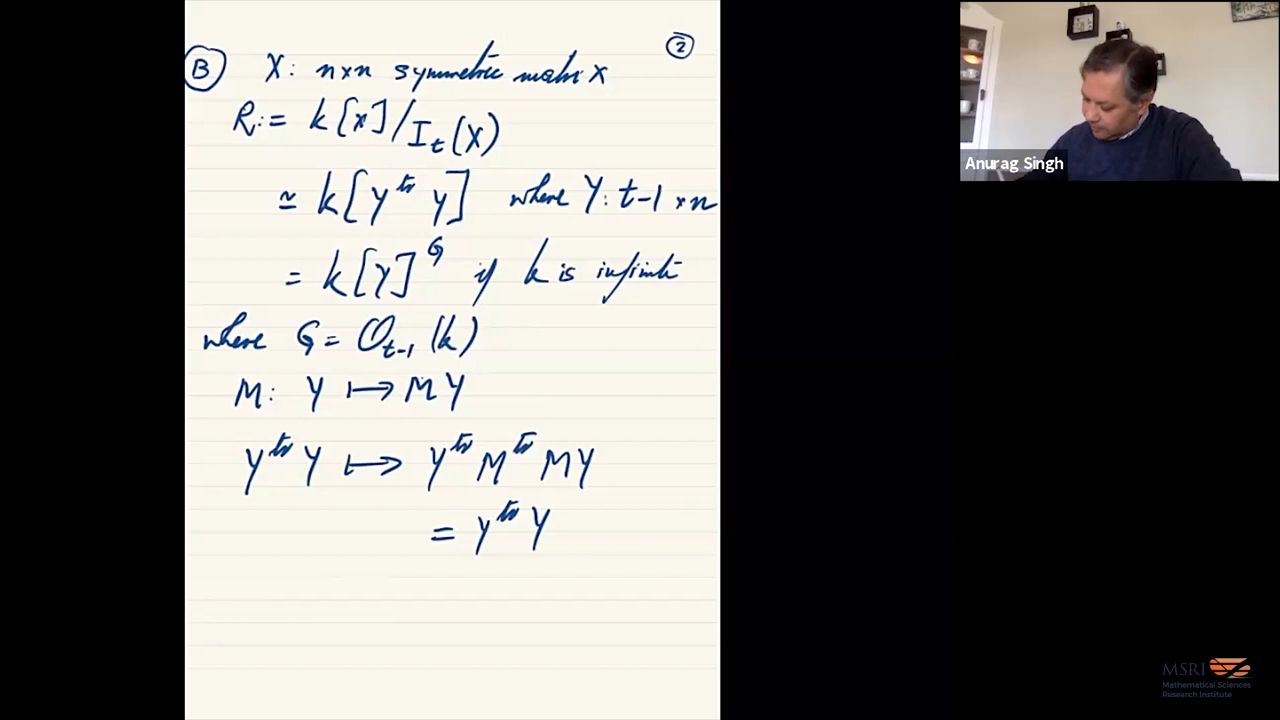 ②
Ⓑ X: n×n symmetric matrix
R:= k[X]/I_t(X)
≃ k[Y^tr Y] where Y: t-1 × n
= k[Y]^G if k is infinite
where G = O_{t-1}(k)
M: Y ↦ MY
Y^tr Y ↦ Y^tr M^tr MY
= Y^tr Y
Anurag Singh
MSRI
Mathematical Sciences
Research Institute